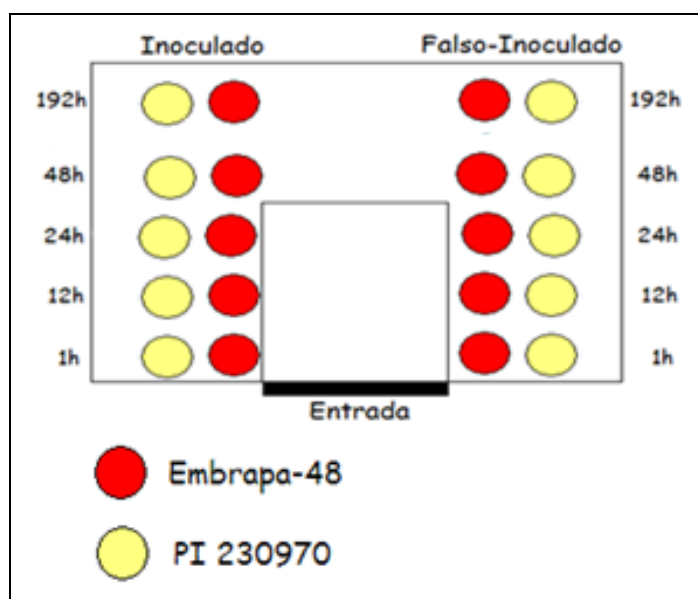 Inoculado Falso-Inoculado
192h 192h
48h 48h
24h 24h
12h 12h
1h 1h
Entrada
Embrapa-48
PI 230970